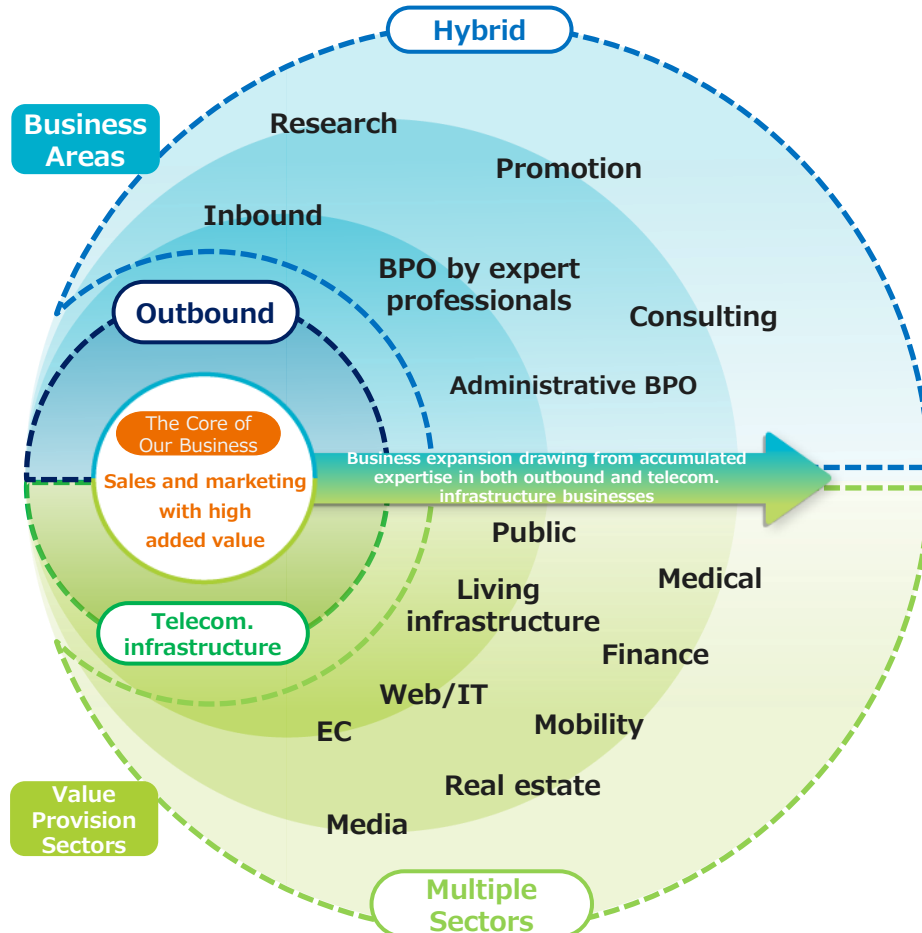 Hybrid
Business
Areas
Research
Promotion
Inbound
BPO by expert
professionals
Outbound
Consulting
Administrative BPO
The Core of
Our Business
Sales and marketing
with high
added value
Business expansion drawing from accumulated
expertise in both outbound and telecom.
infrastructure businesses
Public
Medical
Living
infrastructure
Telecom.
infrastructure
Finance
Web/IT
EC
Mobility
Real estate
Value
Provision
Sectors
Media
Multiple
Sectors